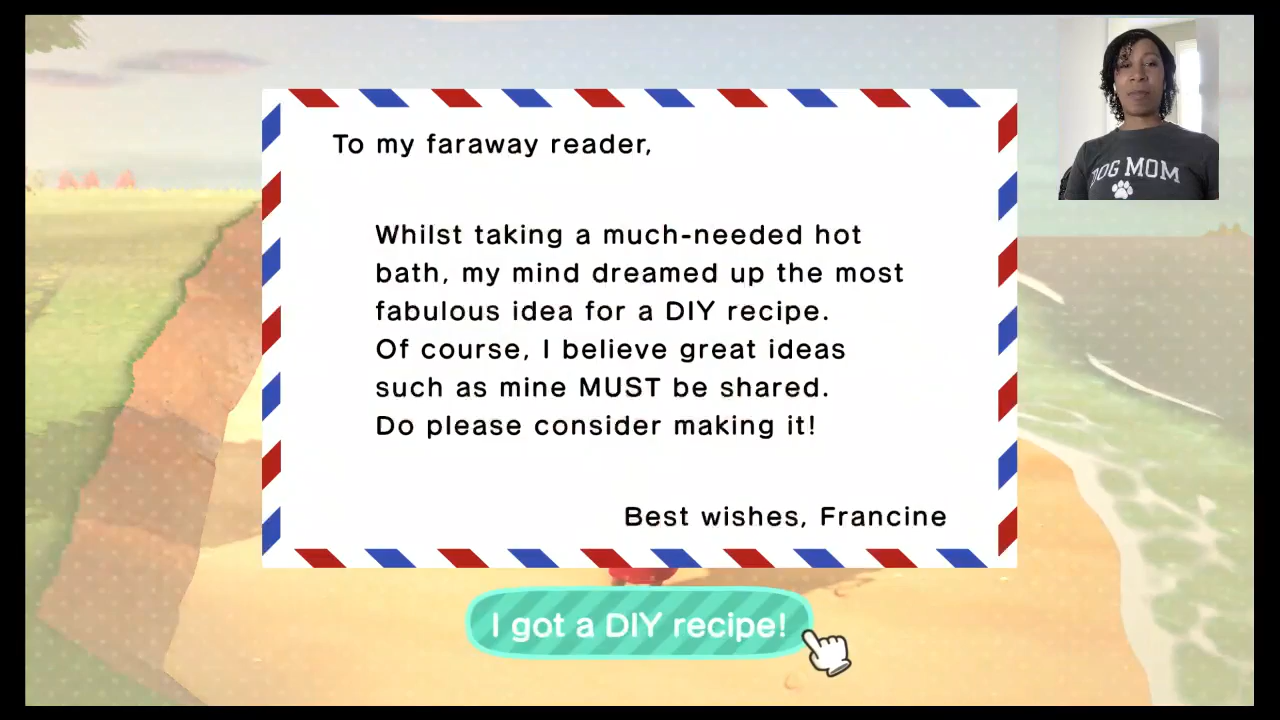 To my faraway reader,
Whilst taking a much-needed hot
bath, my mind dreamed up the most
fabulous idea for a DIY recipe.
Of course, I believe great ideas
such as mine MUST be shared.
Do please consider making it!
Best wishes, Francine
I got a DIY recipe!
DOG MOM